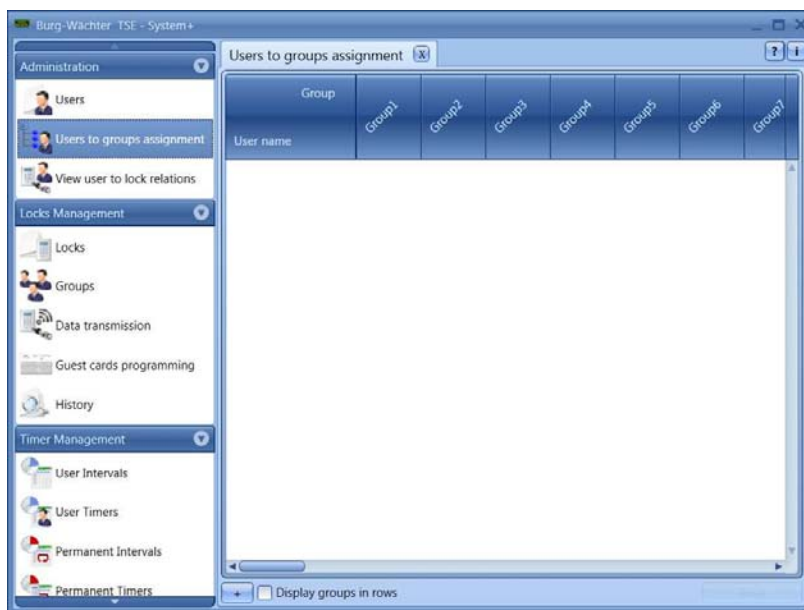 Burg-Wächter TSE - System+
Administration
Users
Users to groups assignment
View user to lock relations
Locks Management
Locks
Groups
Data transmission
Guest cards programming
History
Timer Management
User Intervals
User Timers
Permanent Intervals
Permanent Timers
Users to groups assignment X
? i
Group
User name
Group1 Group2 Group3 Group4 Group5 Group6 Group7
+ Display groups in rows